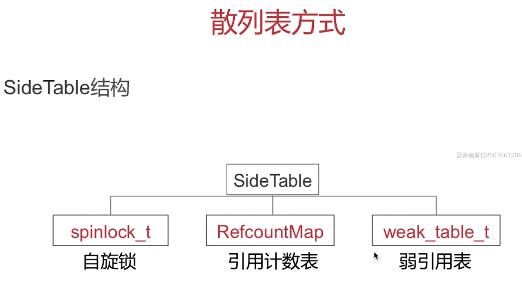 散列表方式
SideTable结构
SideTable
spinlock_t
RefcountMap
weak_table_t
自旋锁
引用计数表
弱引用表